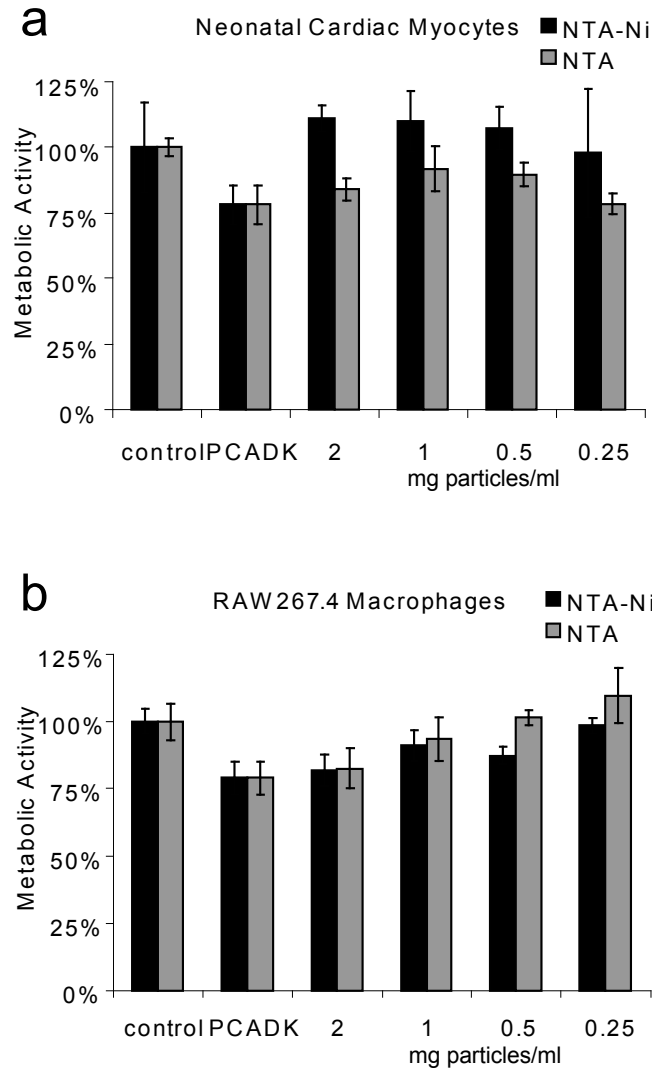 a
Neonatal Cardiac Myocytes
NTA-Ni
NTA
Metabolic Activity
125%
100%
75%
50%
25%
0%
control PCADK 2 1 0.5 0.25
mg particles/ml
b
RAW 267.4 Macrophages
NTA-Ni
NTA
Metabolic Activity
125%
100%
75%
50%
25%
0%
control PCADK 2 1 0.5 0.25
mg particles/ml